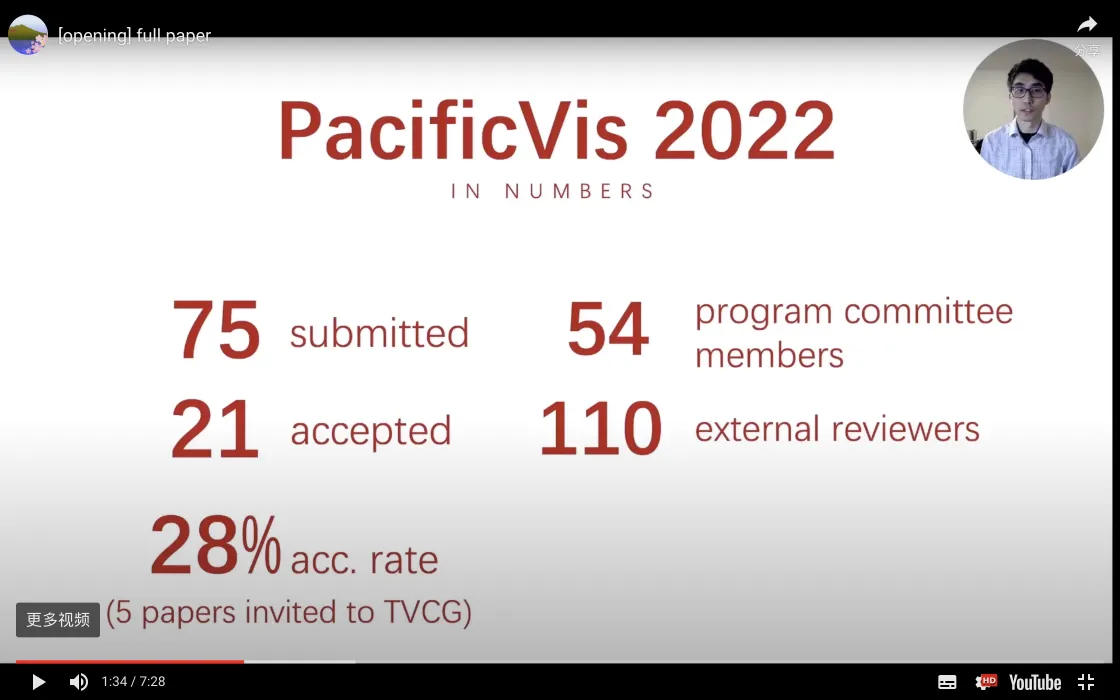 [opening] full paper
分享
PacificVis 2022
IN NUMBERS
75 submitted
54 program committee
members
21 accepted
110 external reviewers
28% acc. rate
(5 papers invited to TVCG)
更多视频
1:34 / 7:28
HD
YouTube